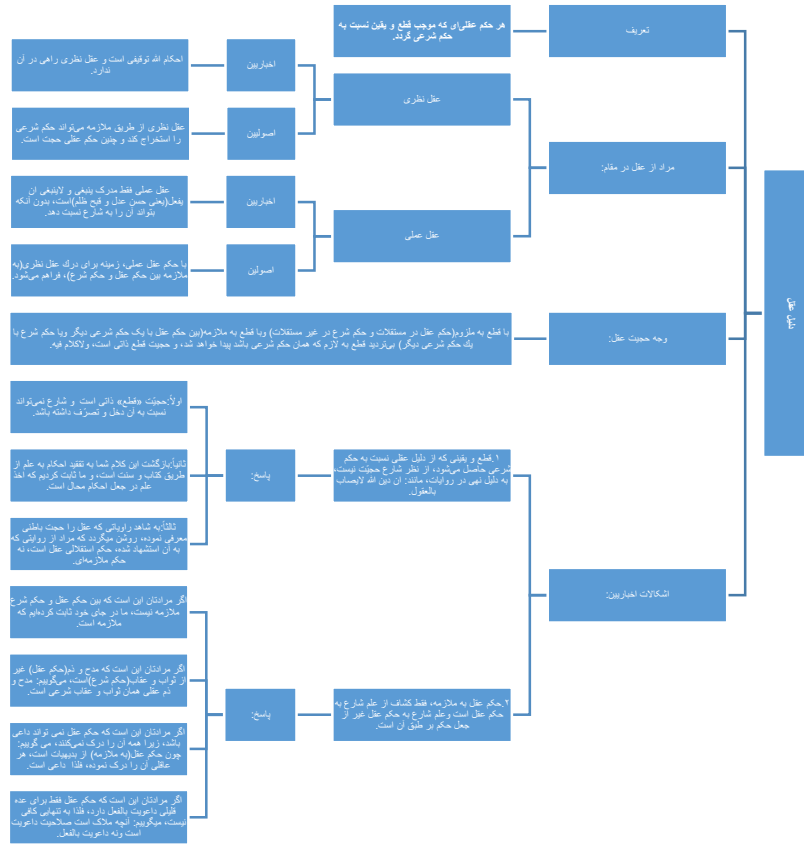 دلیل عقل
تعریف
هر حکم عقلی‌ای که موجب قطع و یقین نسبت به
حکم شرعی گردد.
مراد از عقل در مقام:
عقل نظری
اخباریین
احکام الله توقیفی است و عقل نظری راهی در آن
ندارد.
اصولیین
عقل نظری از طریق ملازمه می‌تواند حکم شرعی
را استخراج کند و چنین حکم عقلی حجت است.
عقل عملی
اخباریین
عقل عملی فقط مدرک ینبغی و لاینبغی ان
یفعل(یعنی حسن عدل و قبح ظلم)است، بدون آنکه
بتواند آن را به شارع نسبت دهد.
اصولین
با حکم عقل عملی، زمینه برای درك عقل نظری(به
ملازمه بین حکم عقل و حکم شرع)، فراهم می‌شود.
وجه حجیت عقل:
با قطع به ملزوم(حکم عقل در مستقلات و حکم شرع در غیر مستقلات) وبا قطع به ملازمه(بین حکم عقل با یک حکم شرعی دیگر ویا حکم شرع با
یك حکم شرعی دیگر) بی‌تردید قطع به لازم که همان حکم شرعی باشد پیدا خواهد شد، و حجیت قطع ذاتی است، ولاکلام فیه.
اشکالات اخباریین:
۱.قطع و یقینی که از دلیل عقلی نسبت به حکم
شرعی حاصل می‌شود، از نظر شارع حجیّت نیست،
به دلیل نهی در روایات، مانند: ان دین الله لایصاب
بالعقول.
پاسخ:
اولاً:حجیّت «قطع» ذاتی است و شارع نمی‌تواند
نسبت به آن دخل و تصرّف داشته باشد.
ثانیاً:بازگشت این کلام شما به تققید احکام به علم از
طریق کتاب و سنت است، و ما ثابت کردیم که اخذ
علم در جعل احکام محال است.
ثالثاً:به شاهد راویاتی که عقل را حجت باطنی
معرفی نموده، روشن میگردد که مراد از روایتی که
به آن استشهاد شده، حکم استقلالی عقل است، نه
حکم ملازمه‌ای.
۲.حکم عقل به ملازمه، فقط کشاف از علم شارع به
حکم عقل است وعلم شارع به حکم عقل غیر از
جعل حکم بر طبق آن است.
پاسخ:
اگر مرادتان این است که بین حکم عقل و حکم شرع
ملازمه نیست، ما در جای خود ثابت کرده‌ایم که
ملازمه است.
اگر مرادتان این است که مدح و ذم(حکم عقل) غیر
از ثواب و عقاب(حکم شرع)است، می‌گوییم: مدح و
ذم عقلی همان ثواب و عقاب شرعی است.
اگر مرادتان این است که حکم عقل نمی تواند داعی
باشد، زیرا همه آن را درک نمی‌کنند، می گوییم:
چون حکم عقل(به ملازمه) از بدیهیات است، هر
عاقلی آن را درک نموده، فلذا داعی است.
اگر مرادتان این است که حکم عقل فقط برای عده
قلیلی داعویت بالفعل دارد، فلذا به تنهایی کافی
نیست، میگوییم: آنچه ملاک است صلاحیت داعویت
است ونه داعویت بالفعل.